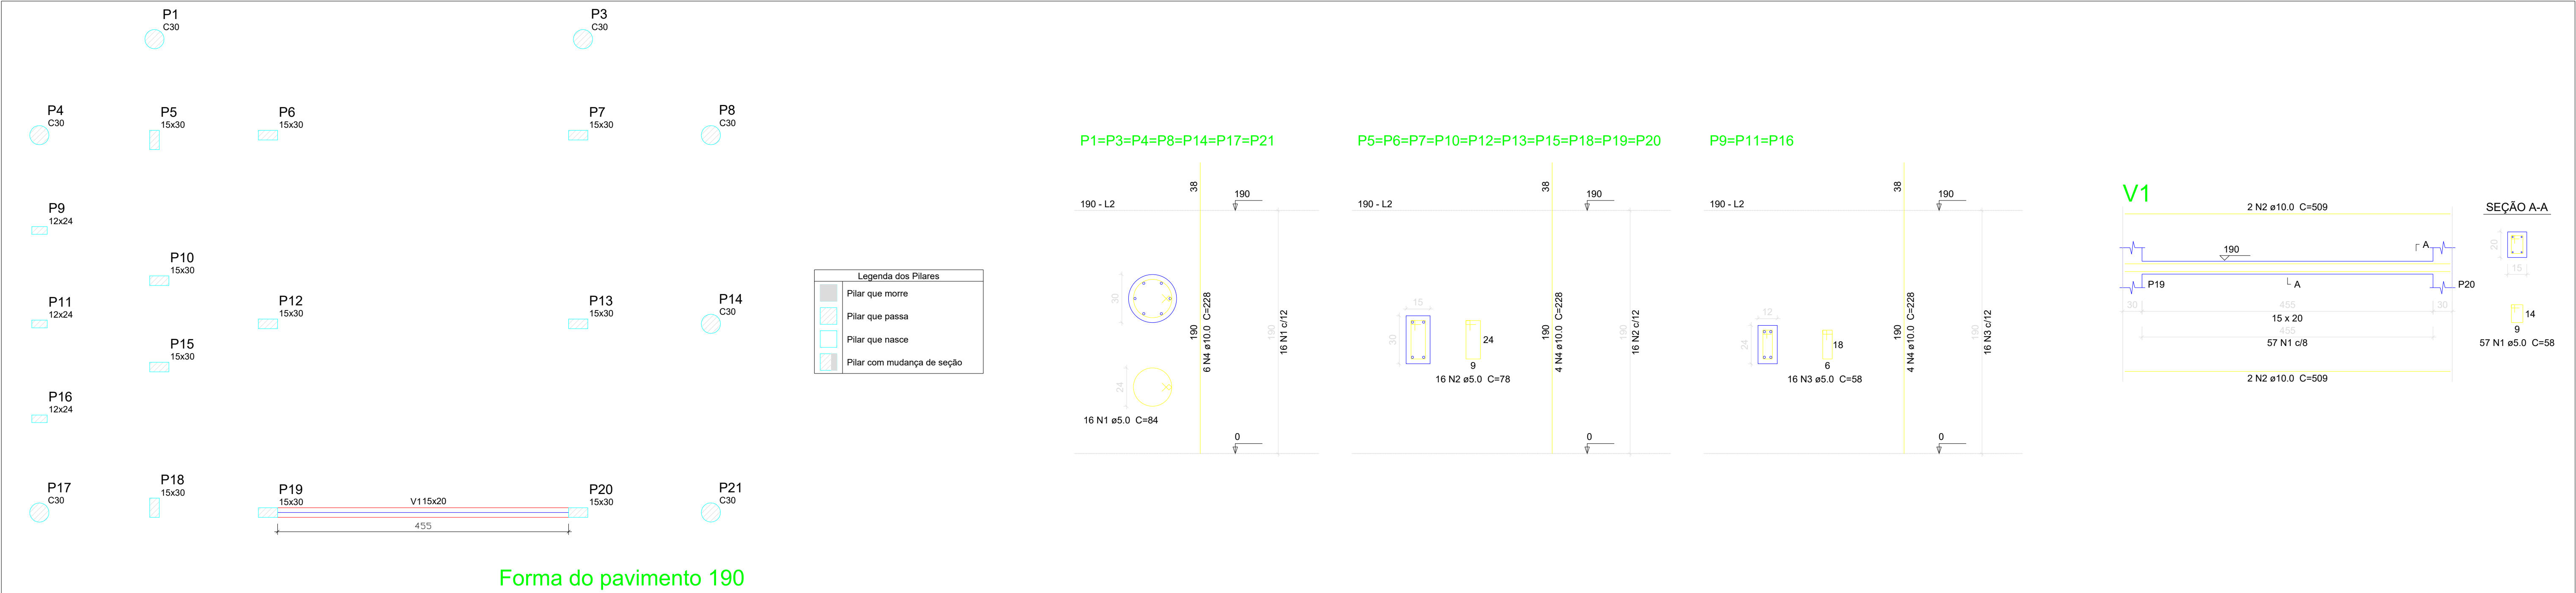 P1
C30
P3
C30
P4
C30
P5
15x30
P6
15x30
P7
15x30
P8
C30
P9
12x24
P10
15x30
P11
12x24
P12
15x30
P13
15x30
P14
C30
P15
15x30
P16
12x24
P17
C30
P18
15x30
P19
15x30
V1 15x20
P20
15x30
P21
C30
455
Forma do pavimento 190
Legenda dos Pilares
Pilar que morre
Pilar que passa
Pilar que nasce
Pilar com mudança de seção
P1=P3=P4=P8=P14=P17=P21
38
190
190 - L2
30
24
16 N1 ø5.0 C=84
190
6 N4 ø10.0 C=228
190
16 N1 c/12
0
P5=P6=P7=P10=P12=P13=P15=P18=P19=P20
38
190
190 - L2
15
30
24
9
16 N2 ø5.0 C=78
190
4 N4 ø10.0 C=228
190
16 N2 c/12
0
P9=P11=P16
38
190
190 - L2
12
24
18
6
16 N3 ø5.0 C=58
190
4 N4 ø10.0 C=228
190
16 N3 c/12
0
V1
2 N2 ø10.0 C=509
190
A
P19
A
P20
30
455
30
15 x 20
455
57 N1 c/8
2 N2 ø10.0 C=509
SEÇÃO A-A
20
15
14
9
57 N1 ø5.0 C=58